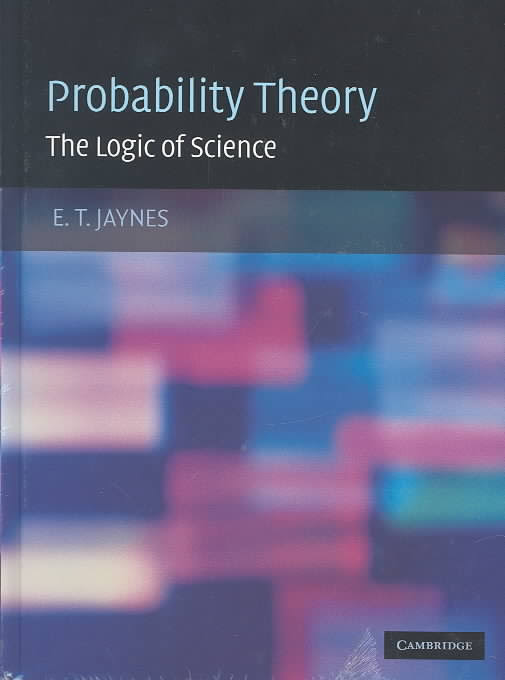 Probability Theory
The Logic of Science
E. T. JAYNES
CAMBRIDGE